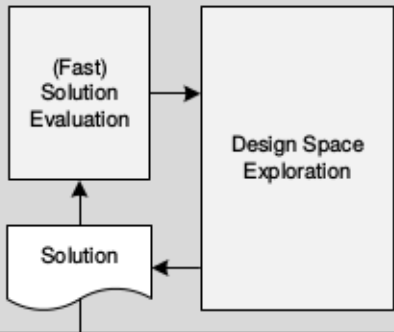 (Fast)
Solution
Evaluation
Design Space
Exploration
Solution